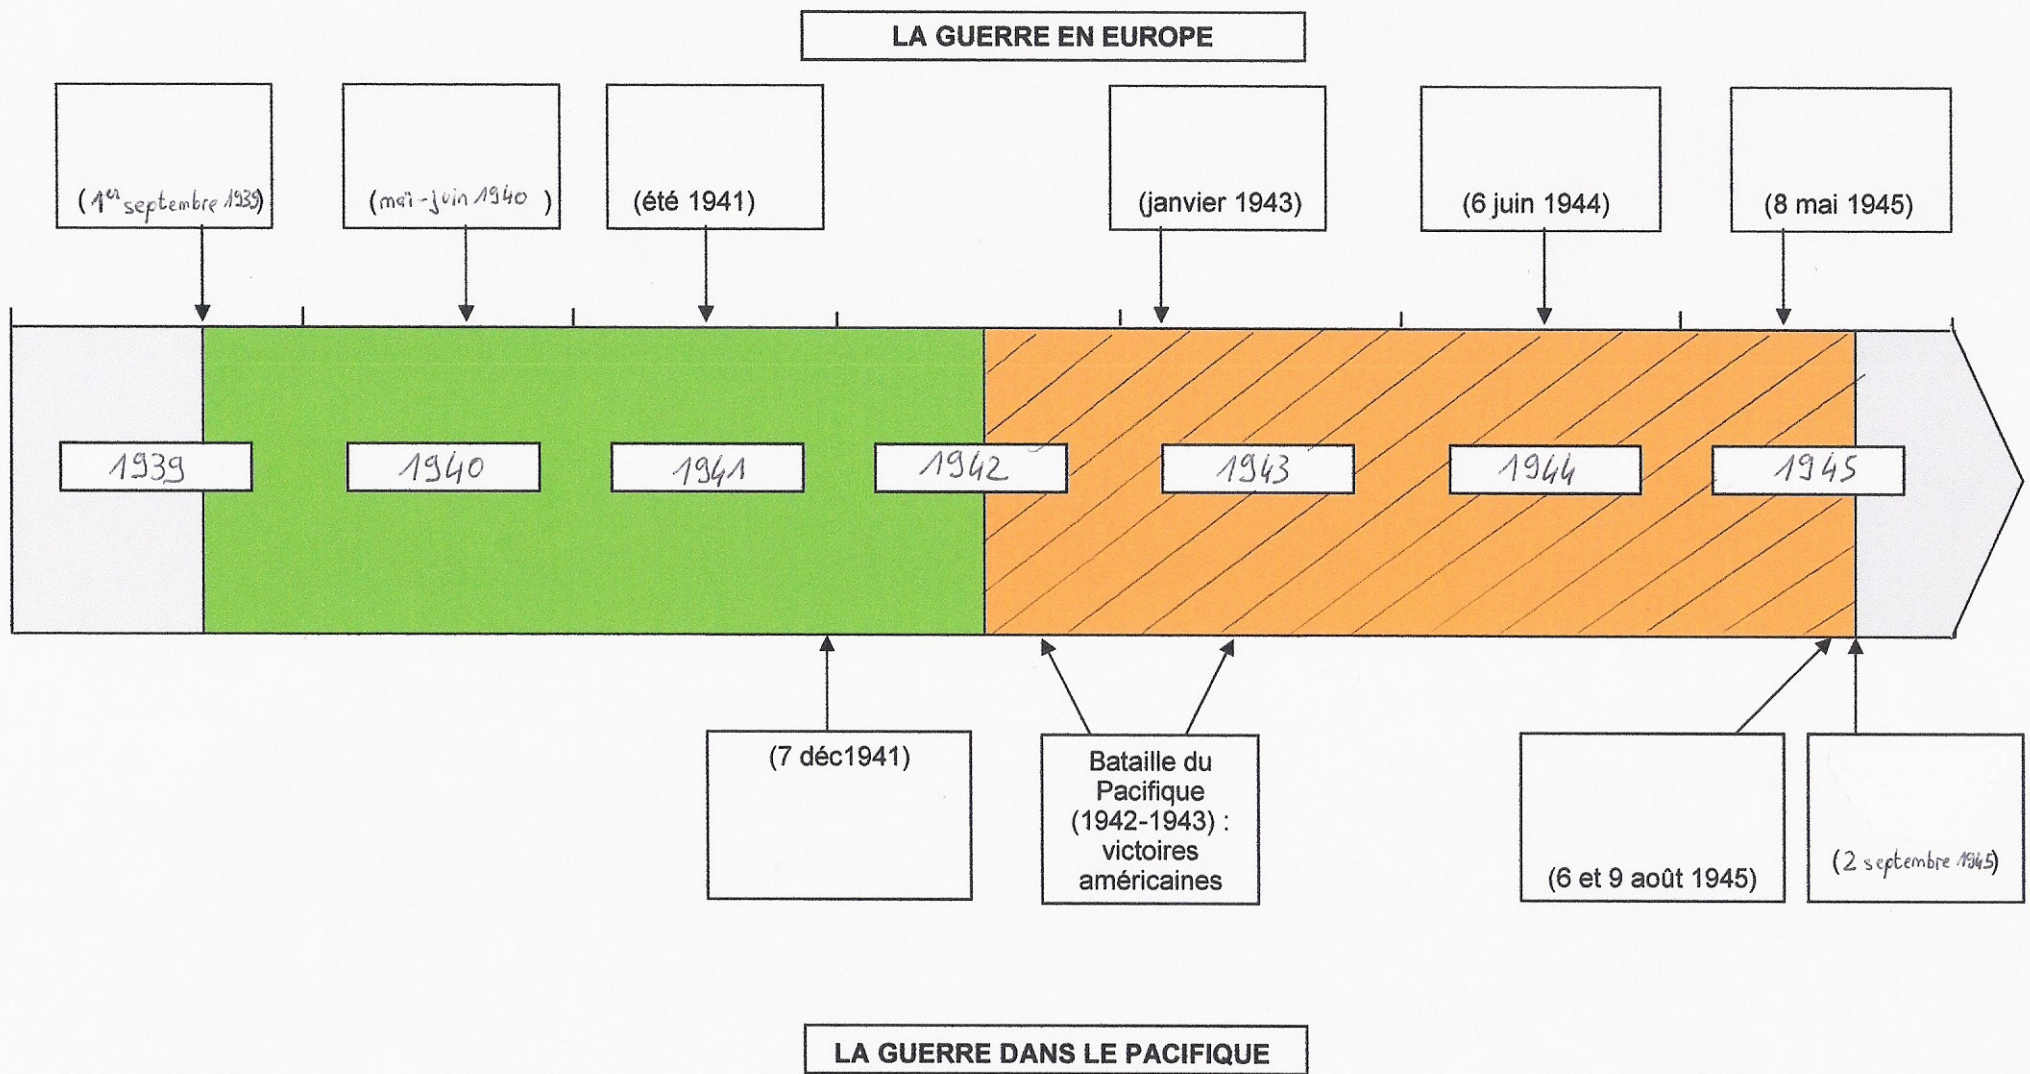 LA GUERRE EN EUROPE
(1er septembre 1939)
(mai-juin 1940 )
(été 1941)
(janvier 1943)
(6 juin 1944)
(8 mai 1945)
1939
1940
1941
1942
1943
1944
1945
(7 déc1941)
Bataille du
Pacifique
(1942-1943) :
victoires
américaines
(6 et 9 août 1945)
(2 septembre 1945)
LA GUERRE DANS LE PACIFIQUE